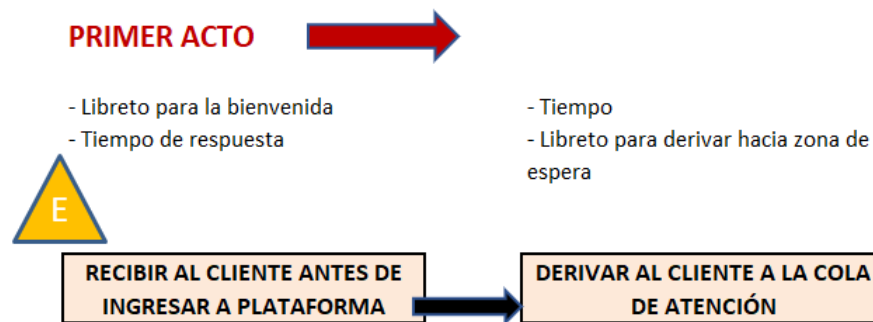 PRIMER ACTO
- Libreto para la bienvenida
- Tiempo de respuesta
- Tiempo
- Libreto para derivar hacia zona de
espera
E
RECIBIR AL CLIENTE ANTES DE
INGRESAR A PLATAFORMA
DERIVAR AL CLIENTE A LA COLA
DE ATENCIÓN